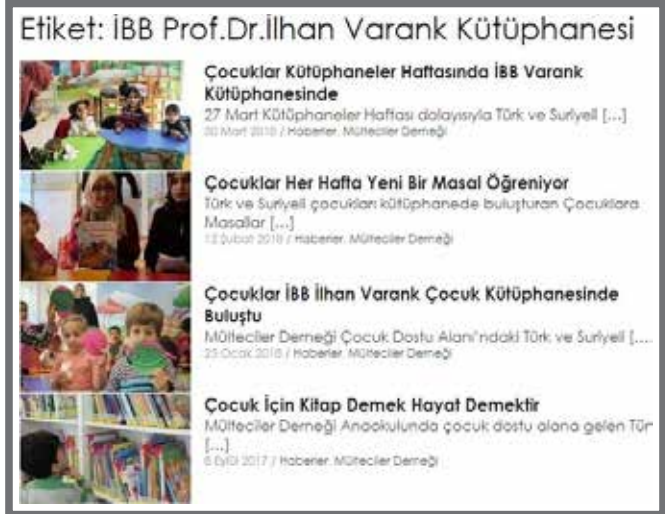 Etiket: İBB Prof.Dr.İlhan Varank Kütüphanesi
Çocuklar Kütüphaneler Haftasında İBB Varank
Kütüphanesinde
27 Mart Kütüphaneler Haftası dolayısıyla Türk ve Suriyeli [...]
30 Mart 2018 / Haberler, Mülteciler Derneği
Çocuklar Her Hafta Yeni Bir Masal Öğreniyor
Türk ve Suriyeli çocukları kütüphanede buluşturan Çocuklara
Masallar [...]
12 Şubat 2018 / Haberler, Mülteciler Derneği
Çocuklar İBB İlhan Varank Çocuk Kütüphanesinde
Buluştu
Mülteciler Derneği Çocuk Dostu Alanı'ndaki Türk ve Suriyeli [....
25 Ocak 2018 / Haberler, Mülteciler Derneği
Çocuk İçin Kitap Demek Hayat Demektir
Mülteciler Derneği Anaokulunda çocuk dostu alana gelen Tür
[...]
6 Eylül 2017 / Haberler, Mülteciler Derneği